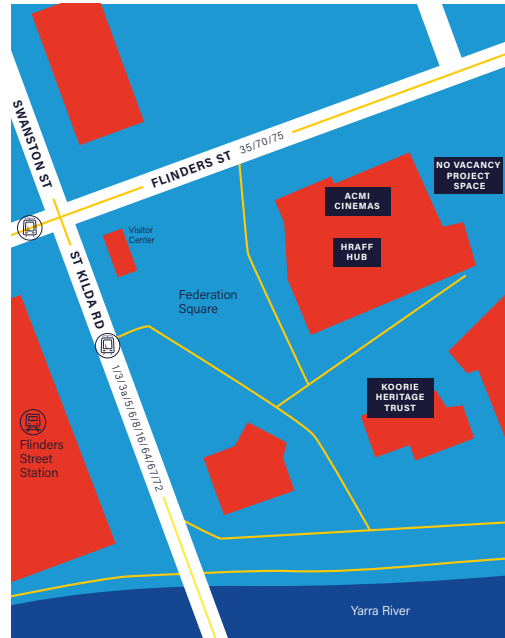 SWANSTON ST
FLINDERS ST 35/70/75
NO VACANCY
PROJECT
SPACE
ACMI
CINEMAS
HRAFF
HUB
Visitor
Center
ST KILDA RD
Federation
Square
1/3/3a/5/6/8/16/64/67/72
KOORIE
HERITAGE
TRUST
Flinders
Street
Station
Yarra River